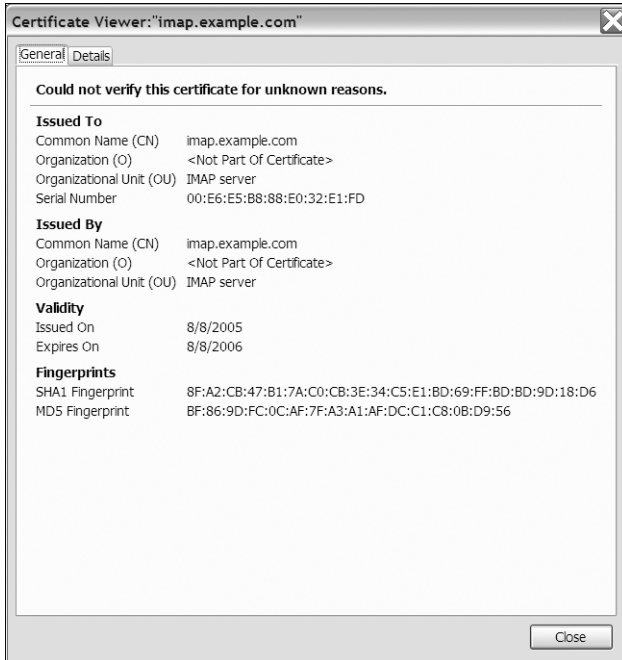 Certificate Viewer:"imap.example.com"
General Details
Could not verify this certificate for unknown reasons.
Issued To
Common Name (CN) imap.example.com
Organization (O) <Not Part Of Certificate>
Organizational Unit (OU) IMAP server
Serial Number 00:E6:E5:B8:88:E0:32:E1:FD
Issued By
Common Name (CN) imap.example.com
Organization (O) <Not Part Of Certificate>
Organizational Unit (OU) IMAP server
Validity
Issued On 8/8/2005
Expires On 8/8/2006
Fingerprints
SHA1 Fingerprint 8F:A2:CB:47:B1:7A:C0:CB:3E:34:C5:E1:BD:69:FF:BD:BD:9D:18:D6
MD5 Fingerprint BF:86:9D:FC:0C:AF:7F:A3:A1:AF:DC:C1:C8:0B:D9:56
Close